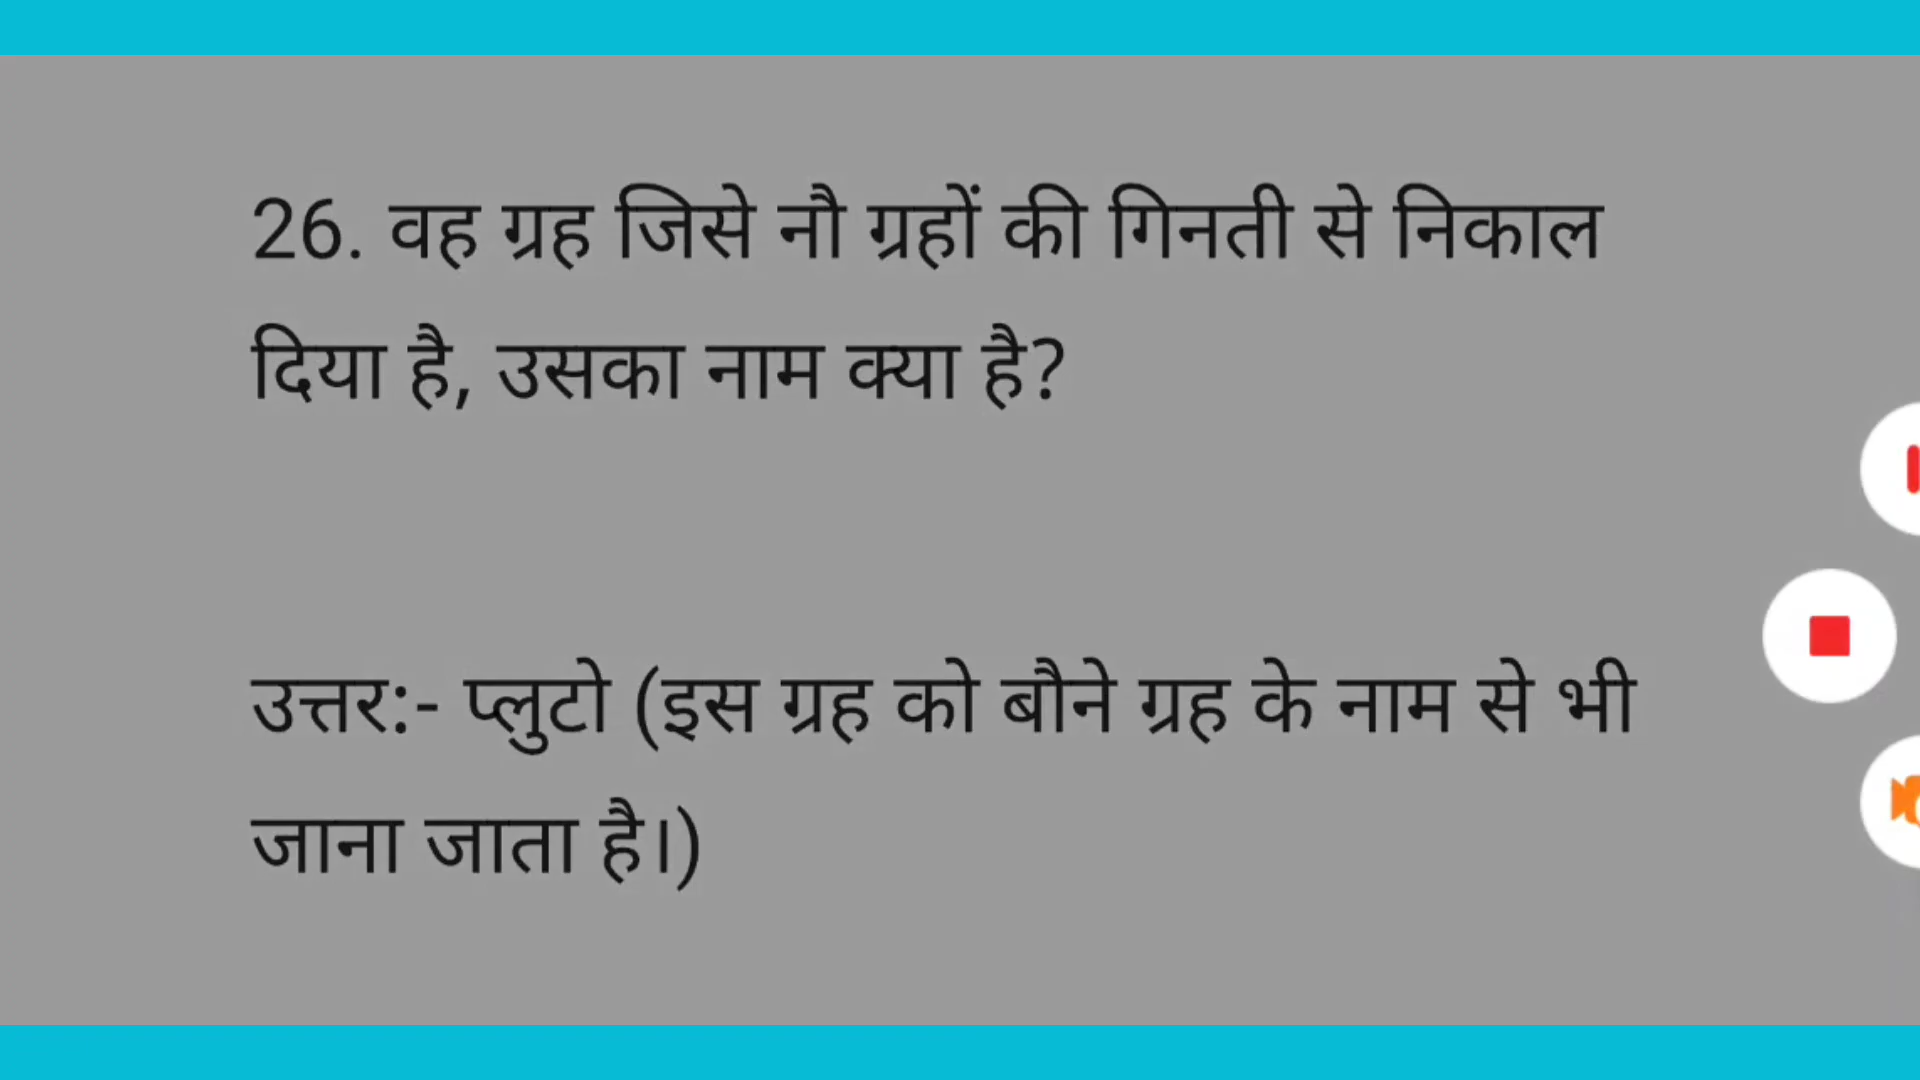 26. वह ग्रह जिसे नौ ग्रहों की गिनती से निकाल
दिया है, उसका नाम क्या है?
उत्तर:- प्लुटो (इस ग्रह को बौने ग्रह के नाम से भी
जाना जाता है।)